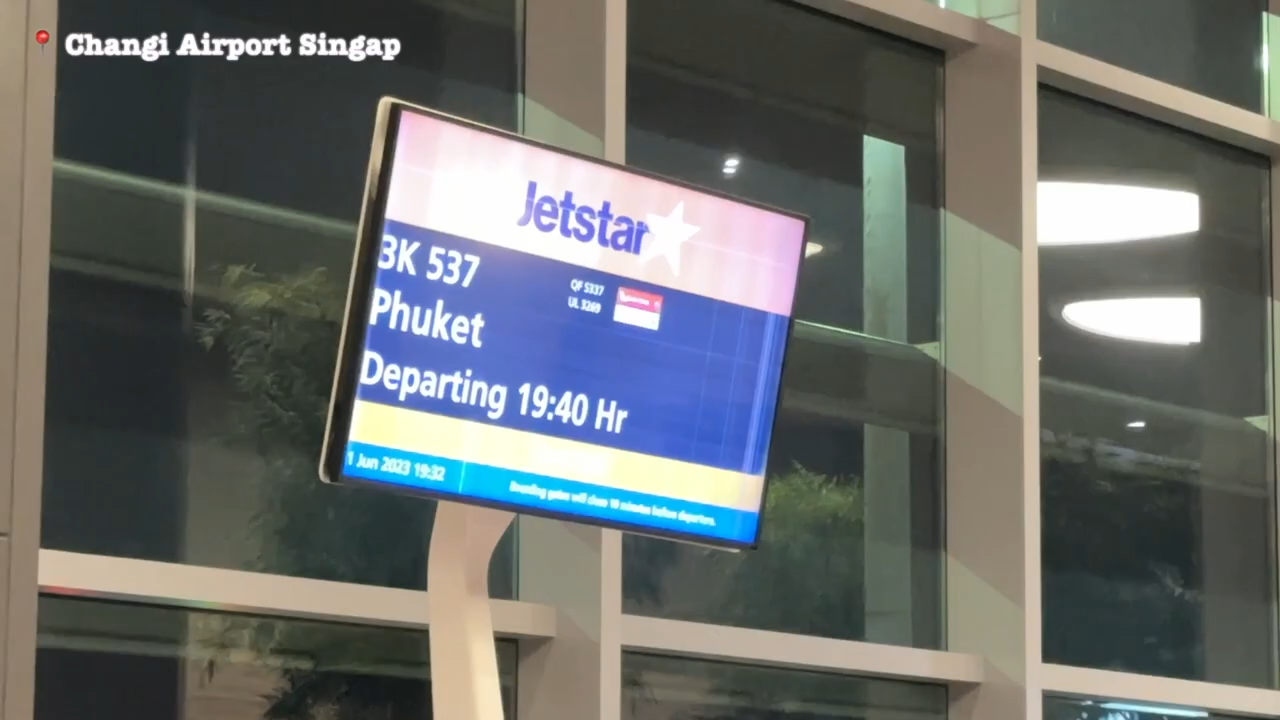 Changi Airport Singap
Jetstar
3K 537
QF 5337
UL 3269
Phuket
Departing 19:40 Hr
1 Jun 2023 19:32
Boarding gates will close 10 minutes before departure.